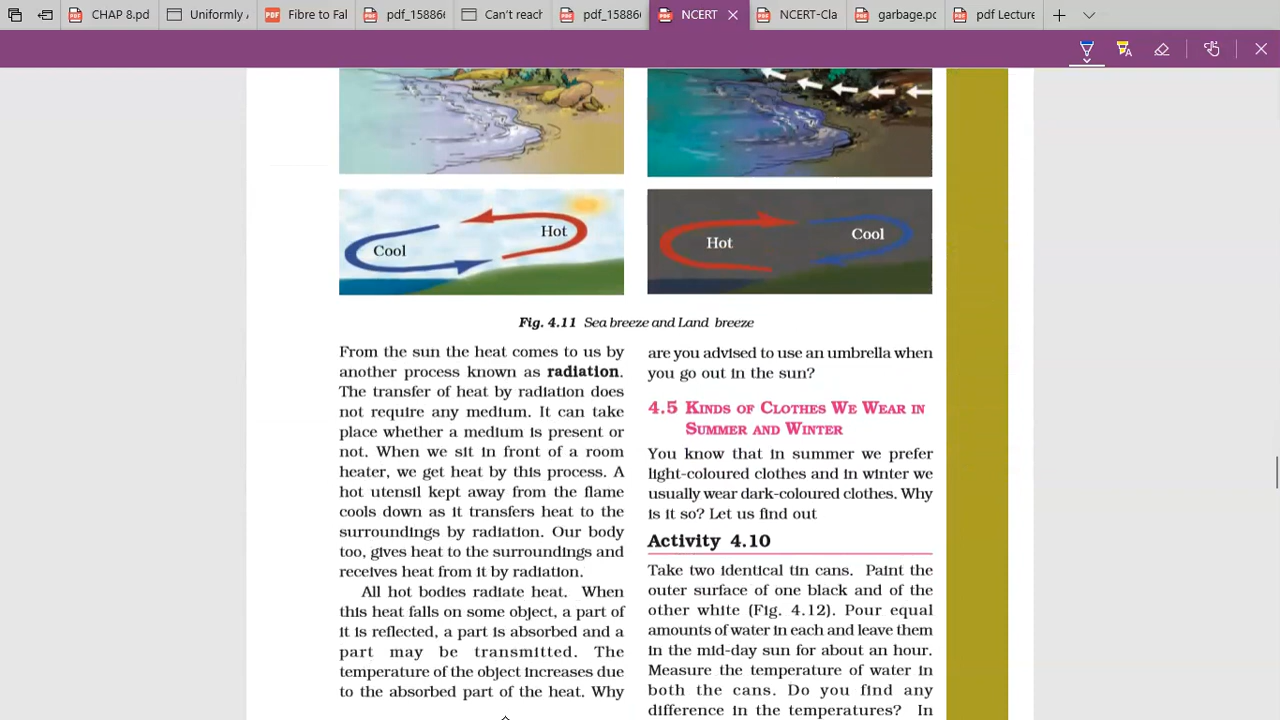 CHAP 8.pd
Uniformly
Fibre to Fal
pdf_15886
Can't reach
pdf_15886
NCERT
NCERT-Cla
garbage.pd
pdf Lecture
Cool
Hot
Hot
Cool
Fig. 4.11 Sea breeze and Land breeze
From the sun the heat comes to us by
another process known as radiation.
The transfer of heat by radiation does
not require any medium. It can take
place whether a medium is present or
not. When we sit in front of a room
heater, we get heat by this process. A
hot utensil kept away from the flame
cools down as it transfers heat to the
surroundings by radiation. Our body
too, gives heat to the surroundings and
receives heat from it by radiation.
All hot bodies radiate heat. When
this heat falls on some object, a part of
it is reflected, a part is absorbed and a
part may be transmitted. The
temperature of the object increases due
to the absorbed part of the heat. Why
are you advised to use an umbrella when
you go out in the sun?
4.5 Kinds of Clothes We Wear in
Summer and Winter
You know that in summer we prefer
light-coloured clothes and in winter we
usually wear dark-coloured clothes. Why
is it so? Let us find out
Activity 4.10
Take two identical tin cans. Paint the
outer surface of one black and of the
other white (Fig. 4.12). Pour equal
amounts of water in each and leave them
in the mid-day sun for about an hour.
Measure the temperature of water in
both the cans. Do you find any
difference in the temperatures? In